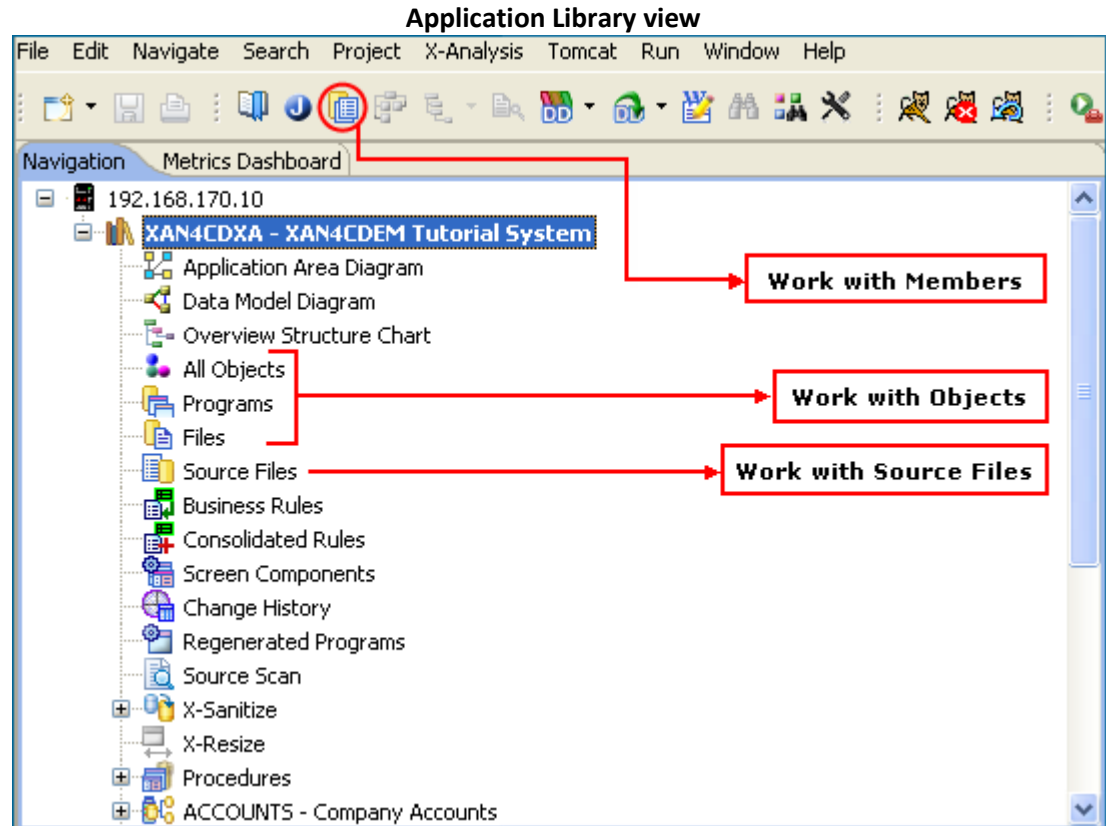 Application Library view
File Edit Navigate Search Project X-Analysis Tomcat Run Window Help
Navigation Metrics Dashboard
192.168.170.10
XAN4CDXA - XAN4CDEM Tutorial System
Application Area Diagram
Work with Members
Data Model Diagram
Overview Structure Chart
All Objects
Programs
Work with Objects
Files
Source Files
Work with Source Files
Business Rules
Consolidated Rules
Screen Components
Change History
Regenerated Programs
Source Scan
X-Sanitize
X-Resize
Procedures
ACCOUNTS - Company Accounts